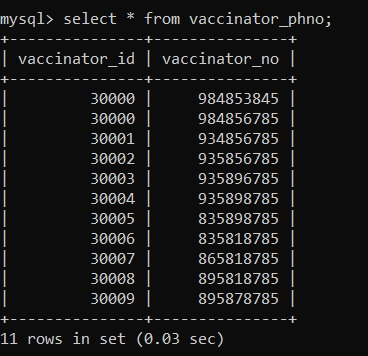 mysql> select * from vaccinator_phno;
+---------------+---------------+
| vaccinator_id | vaccinator_no |
+---------------+---------------+
|         30000 |     984853845 |
|         30000 |     984856785 |
|         30001 |     934856785 |
|         30002 |     935856785 |
|         30003 |     935896785 |
|         30004 |     935898785 |
|         30005 |     835898785 |
|         30006 |     835818785 |
|         30007 |     865818785 |
|         30008 |     895818785 |
|         30009 |     895878785 |
+---------------+---------------+
11 rows in set (0.03 sec)